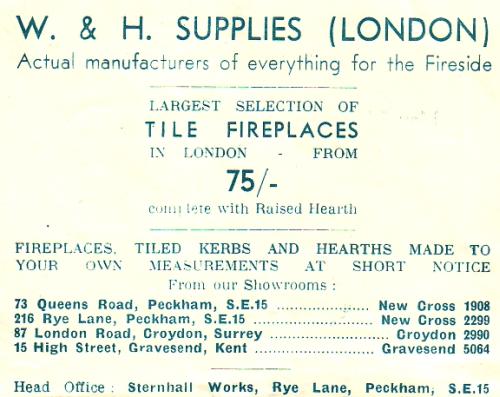 W. & H. SUPPLIES (LONDON)
Actual manufacturers of everything for the Fireside
LARGEST SELECTION OF
TILE FIREPLACES
IN LONDON - FROM
75/-
complete with Raised Hearth
FIREPLACES, TILED KERBS AND HEARTHS MADE TO
YOUR OWN MEASUREMENTS AT SHORT NOTICE
From our Showrooms :
73 Queens Road, Peckham, S.E.15 .................... New Cross 1908
216 Rye Lane, Peckham, S.E.15 ........................ New Cross 2299
87 London Road, Croydon, Surrey ........................ Croydon 2990
15 High Street, Gravesend, Kent ........................ Gravesend 5064
Head Office : Sternhall Works, Rye Lane, Peckham, S.E.15